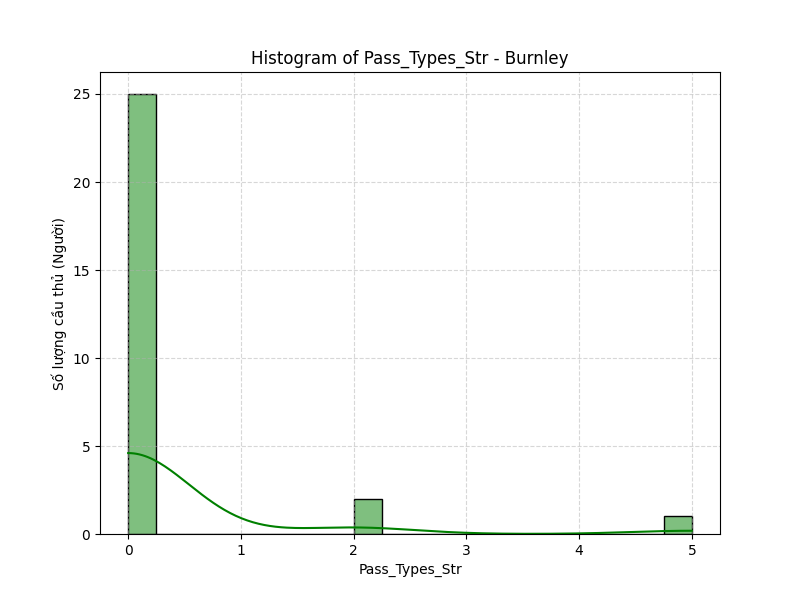 Histogram of Pass_Types_Str - Burnley
Số lượng cầu thủ (Người)
25
20
15
10
5
0
0 1 2 3 4 5
Pass_Types_Str